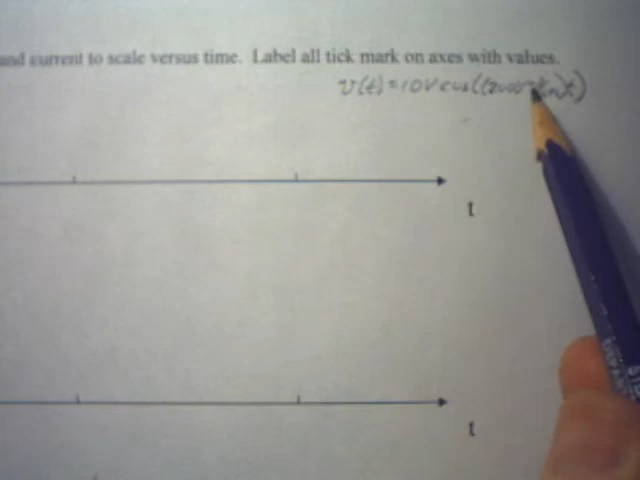 and current to scale versus time. Label all tick mark on axes with values.
v(t) = 10V cos(
t
t